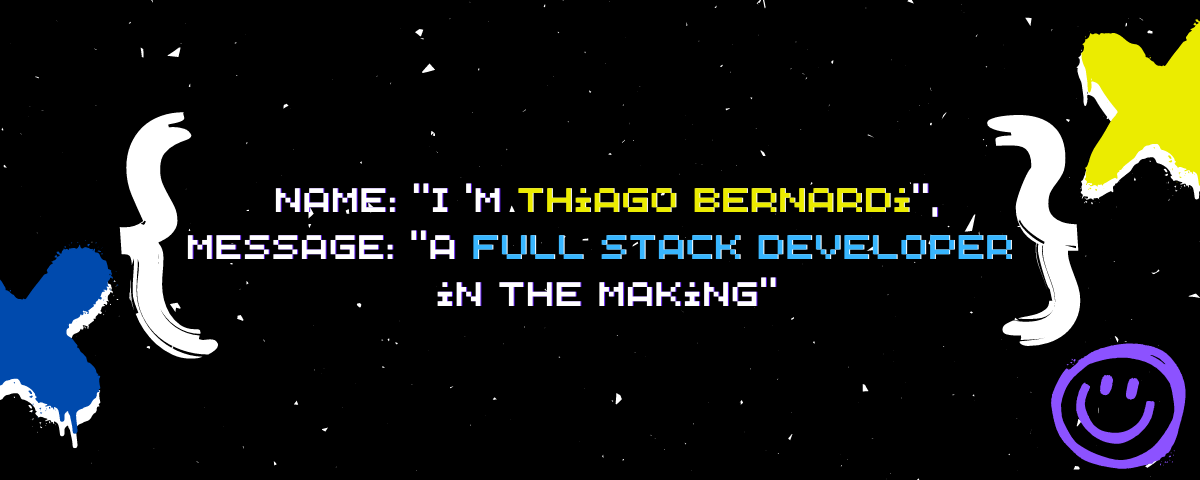 { NAME: "I 'M THiAGO BERNARDi",
MESSAGE: "A FULL STACK DEVELOPER
iN THE MAKiNG" }